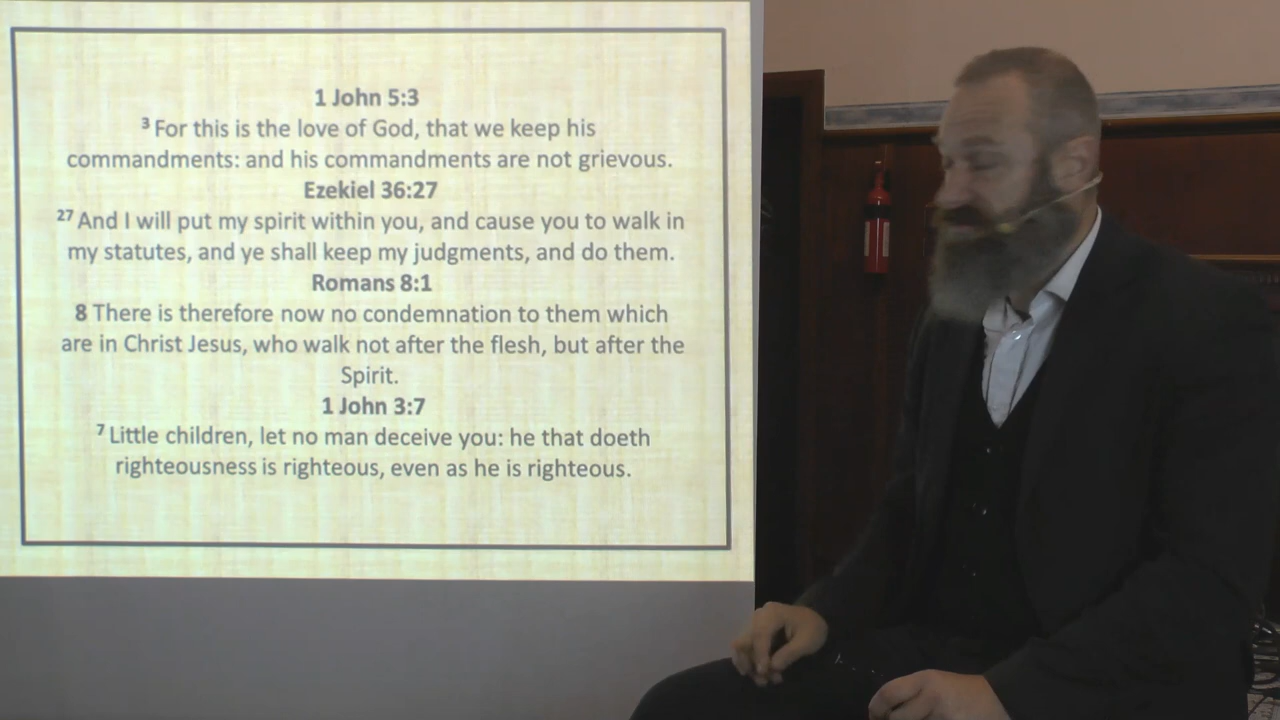 1 John 5:3
³ For this is the love of God, that we keep his
commandments: and his commandments are not grievous.
Ezekiel 36:27
²⁷ And I will put my spirit within you, and cause you to walk in
my statutes, and ye shall keep my judgments, and do them.
Romans 8:1
8 There is therefore now no condemnation to them which
are in Christ Jesus, who walk not after the flesh, but after the
Spirit.
1 John 3:7
⁷ Little children, let no man deceive you: he that doeth
righteousness is righteous, even as he is righteous.